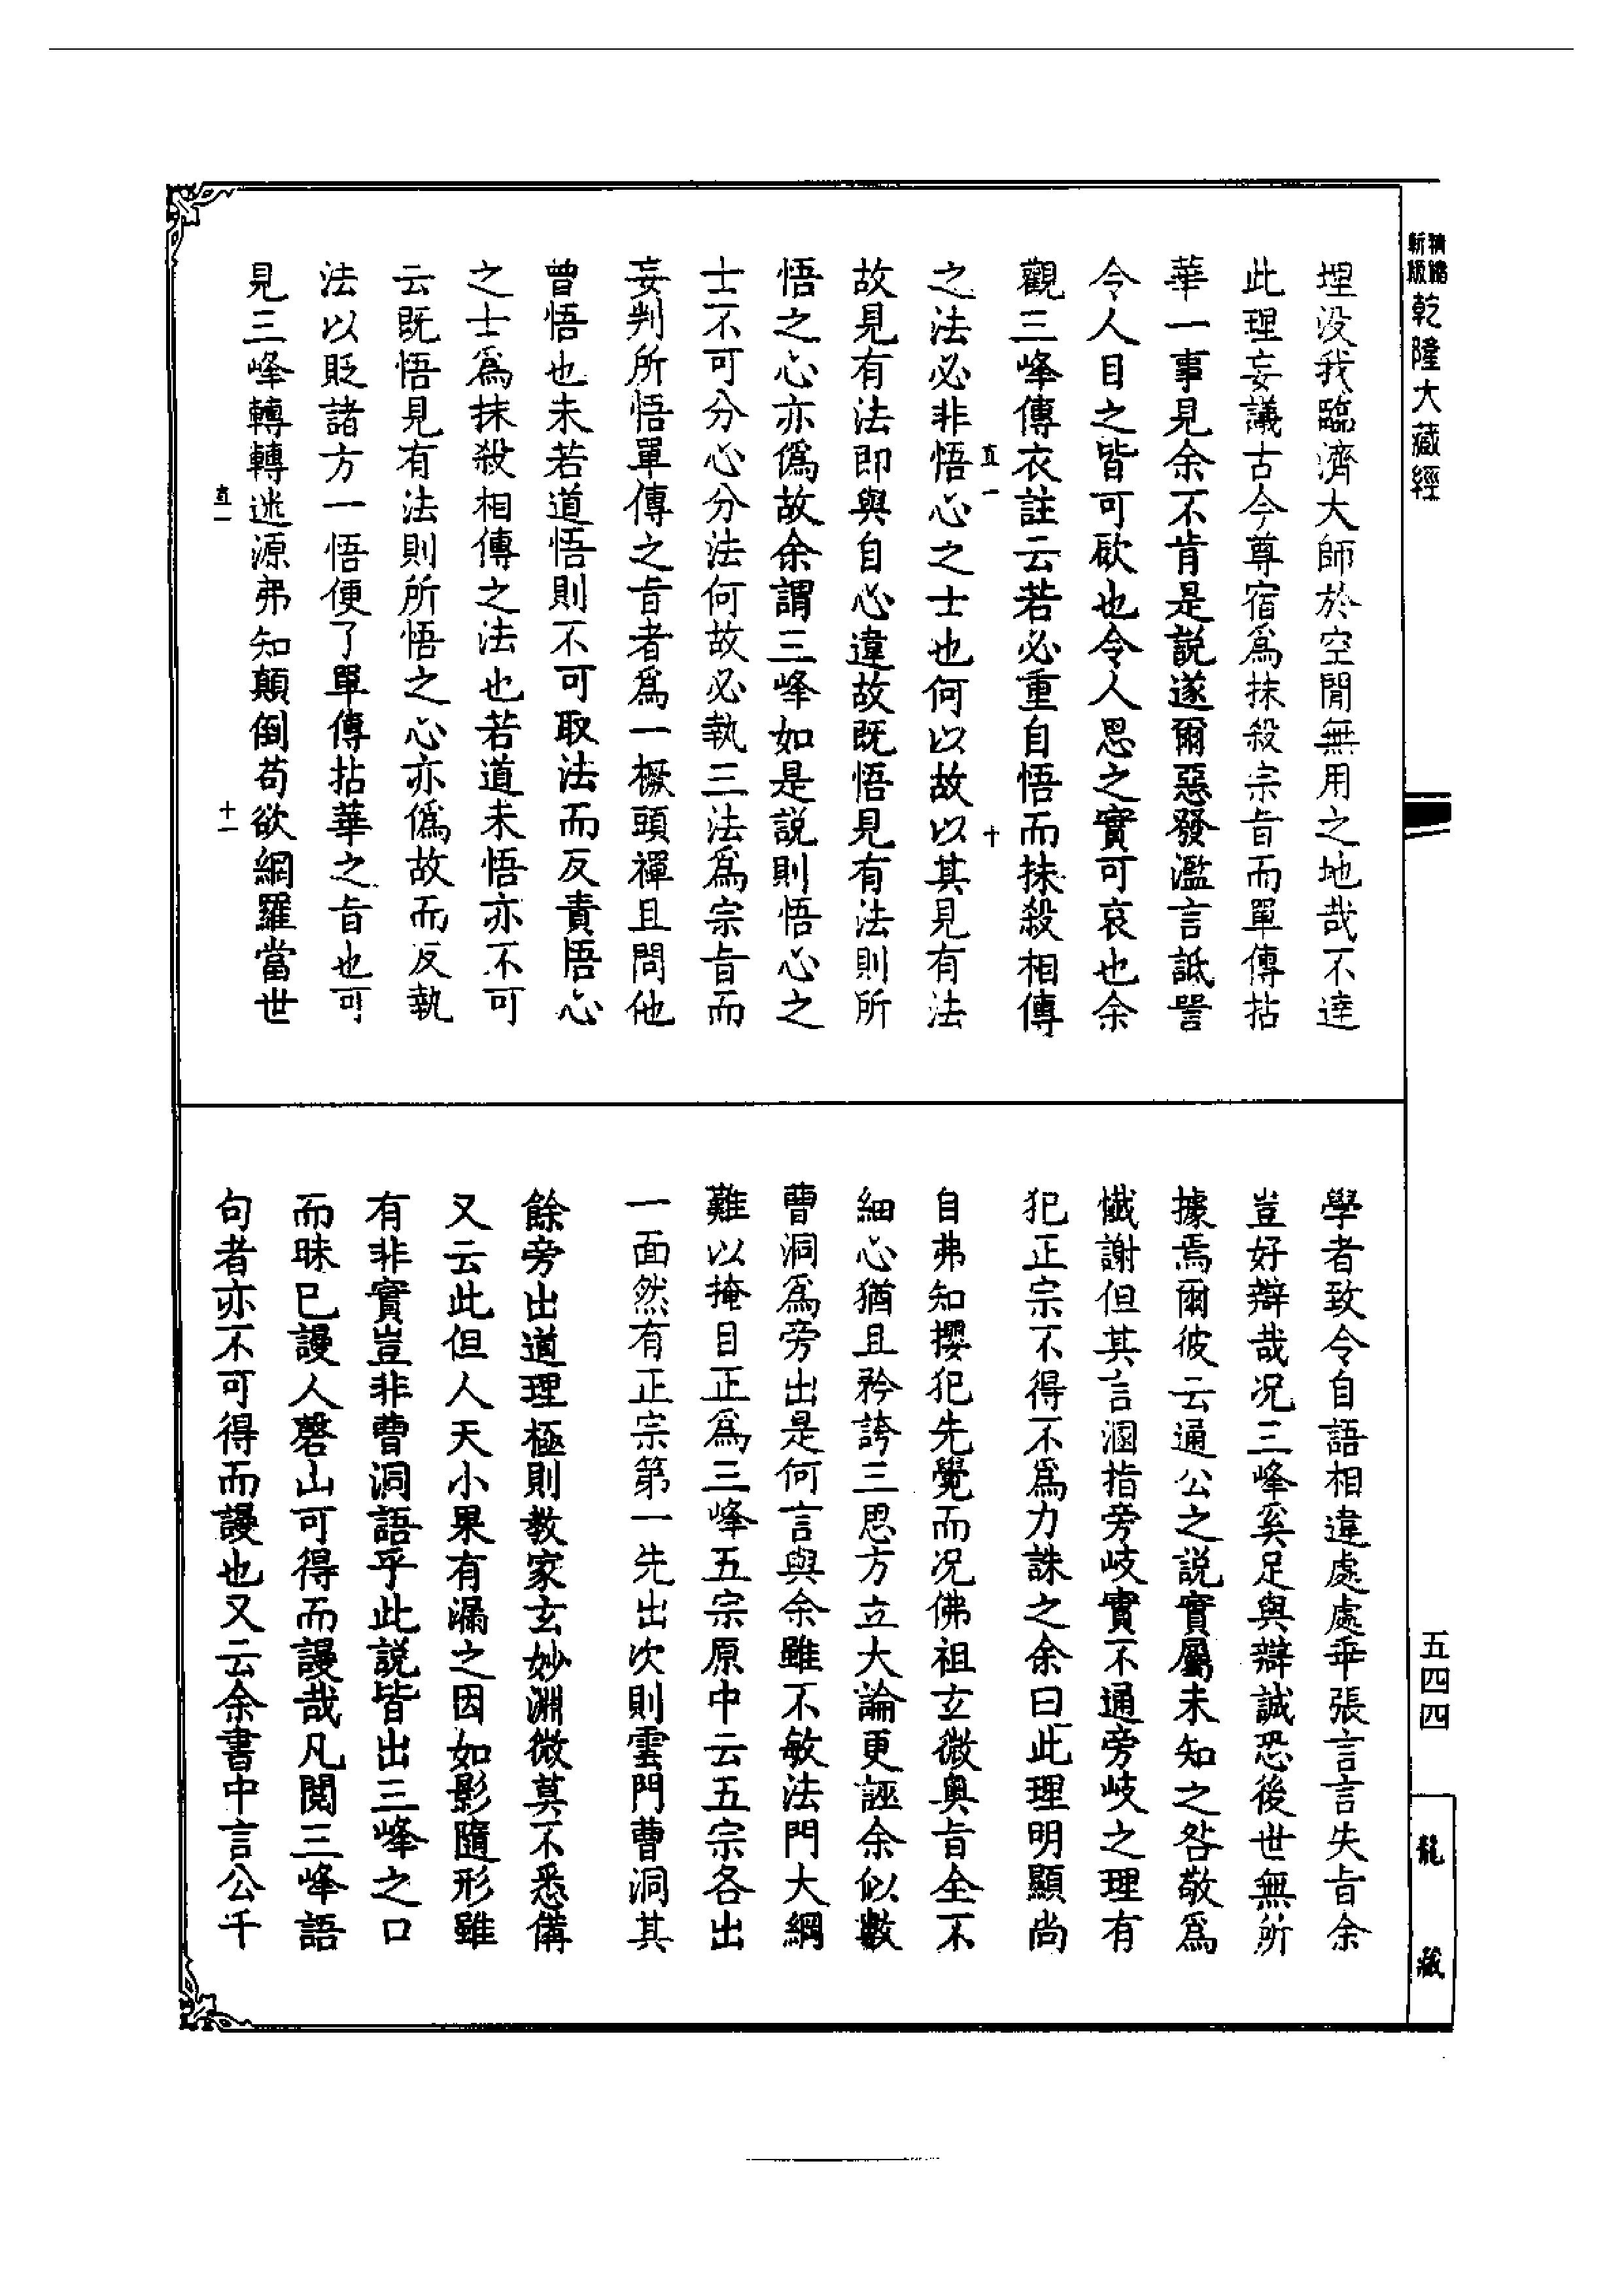 乾隆大藏經
埋没我臨濟大師於空閒無用之地哉不達
此理妄議古今尊宿爲抹殺宗旨而單傳拈
華一事見余不肯是説遂爾惡發濫言詆譽
令人目之皆可歃也令人思之實可哀也余
觀三峰傳衣註云若必重自悟而抹殺相傳
直一 十
之法必非悟心之士也何以故以其見有法
故見有法即與自心違故既悟見有法則所
悟之心亦僞故余謂三峰如是説則悟心之
士不可分心分法何故必執三法爲宗旨而
妄判所悟單傳之旨者爲一橛頭禪且問他
曾悟也未若道悟則不可取法而反責悟心
之士爲抹殺相傳之法也若道未悟亦不可
云既悟見有法則所悟之心亦僞故而反執
法以貶諸方一悟便了單傳拈華之旨也可
見三峰轉轉迷源弗知顛倒苟欲網羅當世
直一 十一
學者致令自語相違處處乖張言言失旨余
豈好辯哉况三峰奚足與辯誠恐後世無所
據焉爾彼云通公之説實屬未知之咎敬爲
懺謝但其言溷指旁岐實不通旁岐之理有
犯正宗不得不爲力誅之余曰此理明顯尚
自弗知攖犯先覺而况佛祖玄微奥旨全不
細心猶且矜誇三思方立大論更誣余似數
曹洞爲旁出是何言與余雖不敏法門大綱
難以掩目正爲三峰五宗原中云五宗各出
一面然有正宗第一先出次則雲門曹洞其
餘旁出道理極則教家玄妙淵微莫不悉備
又云此但人天小果有漏之因如影隨形雖
有非實豈非曹洞語乎此説皆出三峰之口
而昧已謾人磬山可得而謾哉凡閲三峰語
句者亦不可得而謾也又云余書中言公千
五四四
龍藏